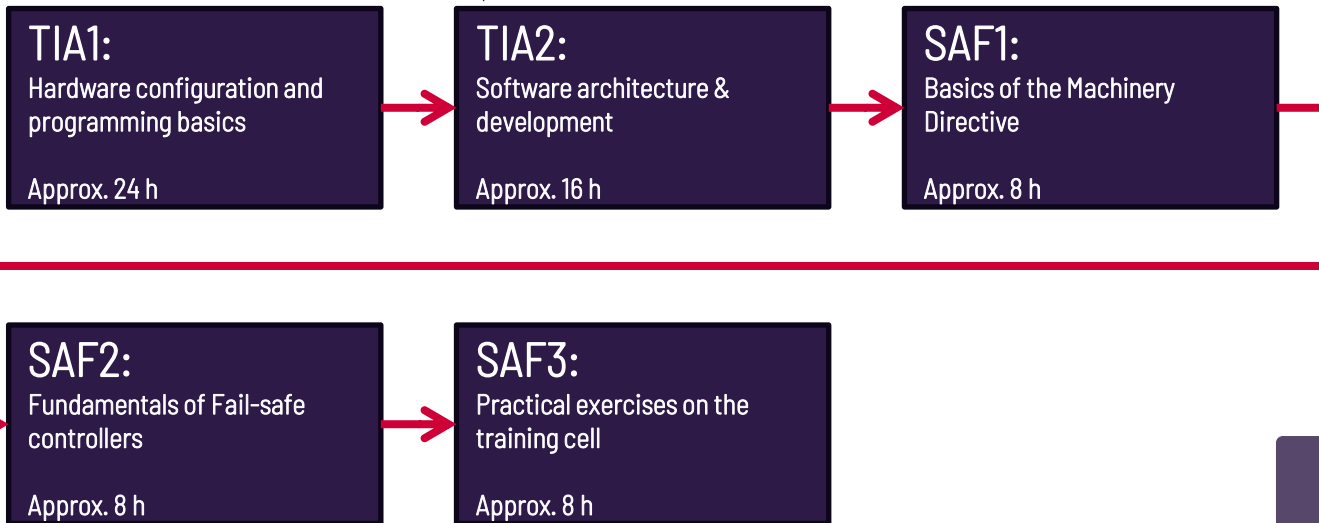 TIA1:
Hardware configuration and
programming basics
Approx. 24 h
TIA2:
Software architecture &
development
Approx. 16 h
SAF1:
Basics of the Machinery
Directive
Approx. 8 h
SAF2:
Fundamentals of Fail-safe
controllers
Approx. 8 h
SAF3:
Practical exercises on the
training cell
Approx. 8 h